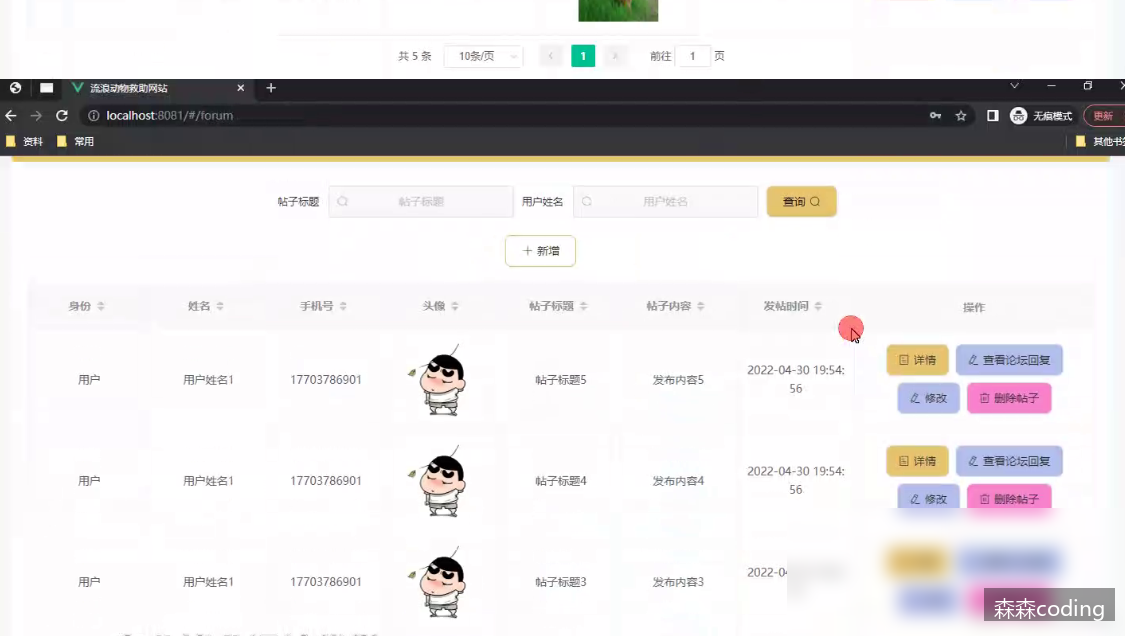 共 5 条 10条/页 1 前往 1 页
流浪动物救助网站
localhost:8081/#/forum 无痕模式 更新
资料 常用 其他书签
帖子标题 帖子标题 用户姓名 用户姓名 查询
新增
身份 姓名 手机号 头像 帖子标题 帖子内容 发帖时间 操作
用户 用户姓名1 17703786901 帖子标题5 发布内容5 2022-04-30 19:54:
56
详情 查看论坛回复
修改 删除帖子
用户 用户姓名1 17703786901 帖子标题4 发布内容4 2022-04-30 19:54:
56
详情 查看论坛回复
修改 删除帖子
用户 用户姓名1 17703786901 帖子标题3 发布内容3 2022-0
森森coding